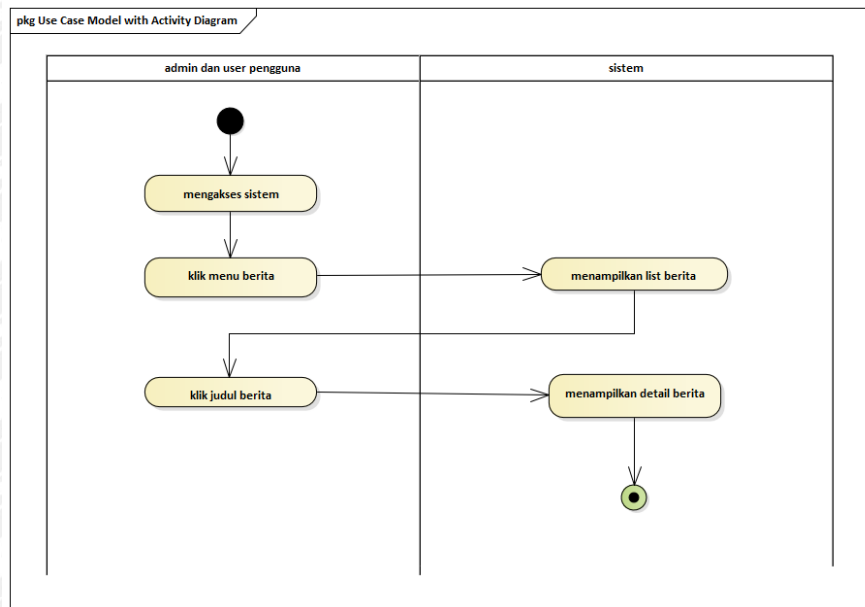 pkg Use Case Model with Activity Diagram
admin dan user pengguna
sistem
mengakses sistem
klik menu berita
menampilkan list berita
klik judul berita
menampilkan detail berita